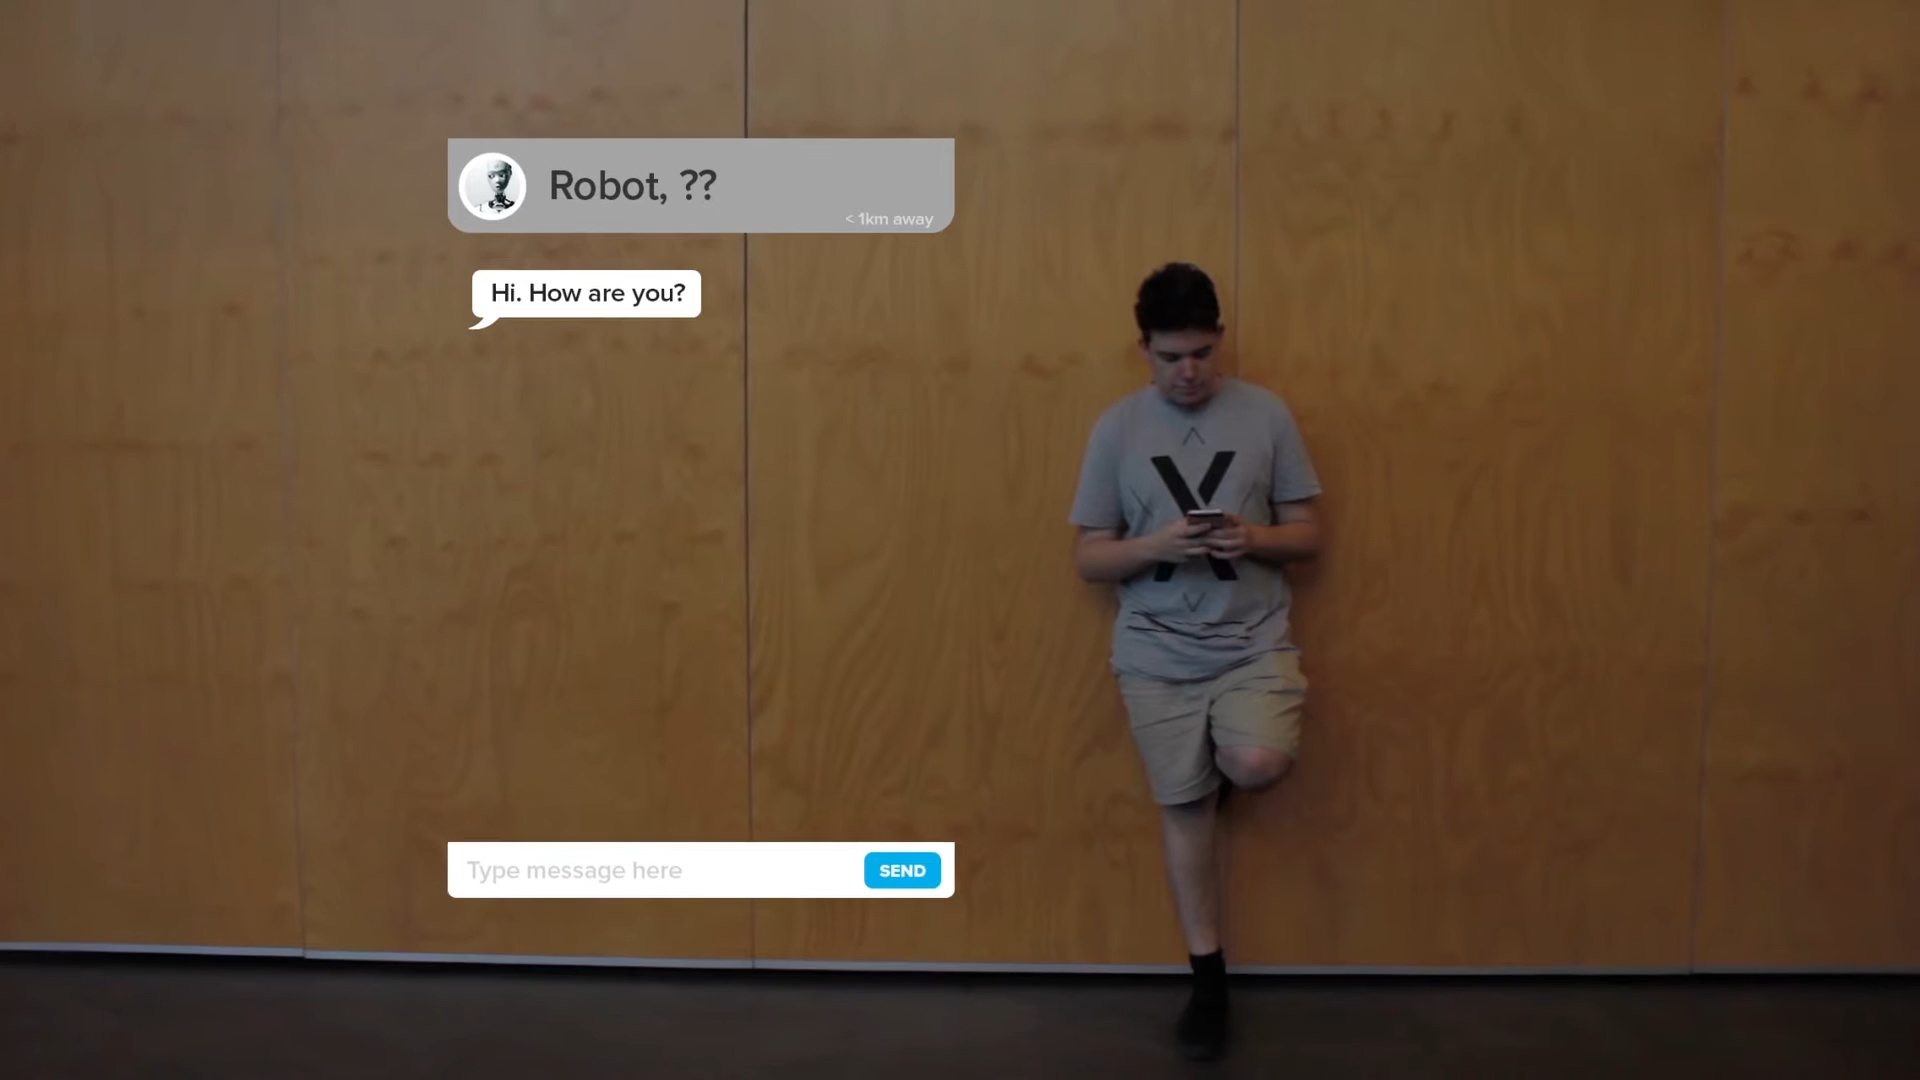 Robot, ??
< 1km away
Hi. How are you?
X
Type message here
SEND